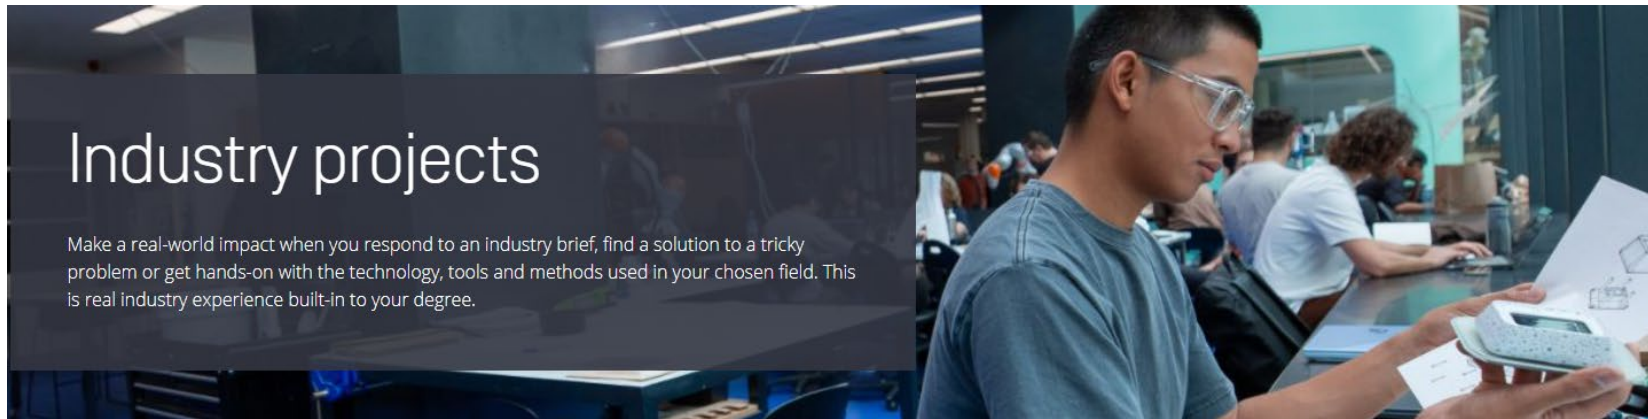 Industry projects
Make a real-world impact when you respond to an industry brief, find a solution to a tricky
problem or get hands-on with the technology, tools and methods used in your chosen field. This
is real industry experience built-in to your degree.